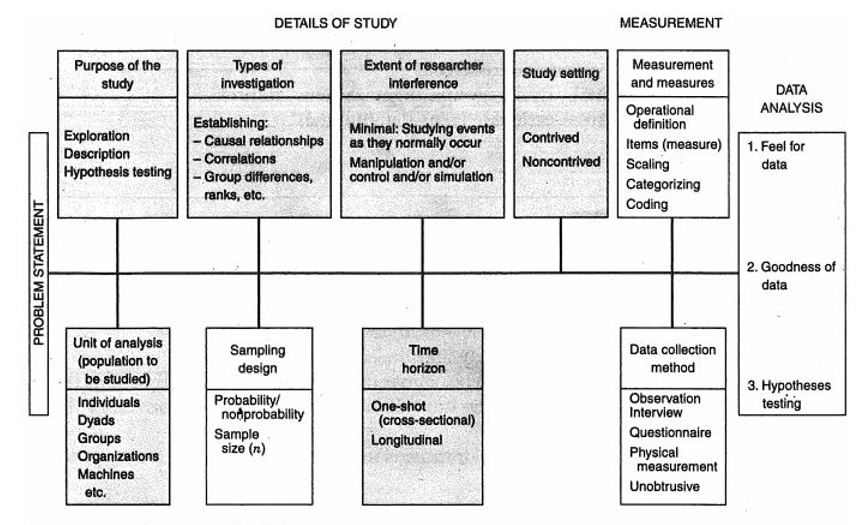 DETAILS OF STUDY
MEASUREMENT
Purpose of the
study
Exploration
Description
Hypothesis testing
Types of
investigation
Establishing:
– Causal relationships
– Correlations
– Group differences,
ranks, etc.
Extent of researcher
interference
Minimal: Studying events
as they normally occur
Manipulation and/or
control and/or simulation
Study setting
Contrived
Noncontrived
Measurement
and measures
Operational
definition
Items (measure)
Scaling
Categorizing
Coding
DATA
ANALYSIS
1. Feel for
data
2. Goodness of
data
3. Hypotheses
testing
PROBLEM STATEMENT
Unit of analysis
(population to
be studied)
Individuals
Dyads
Groups
Organizations
Machines
etc.
Sampling
design
Probability/
nonprobability
Sample
size (n)
Time
horizon
One-shot
(cross-sectional)
Longitudinal
Data collection
method
Observation
Interview
Questionnaire
Physical
measurement
Unobtrusive